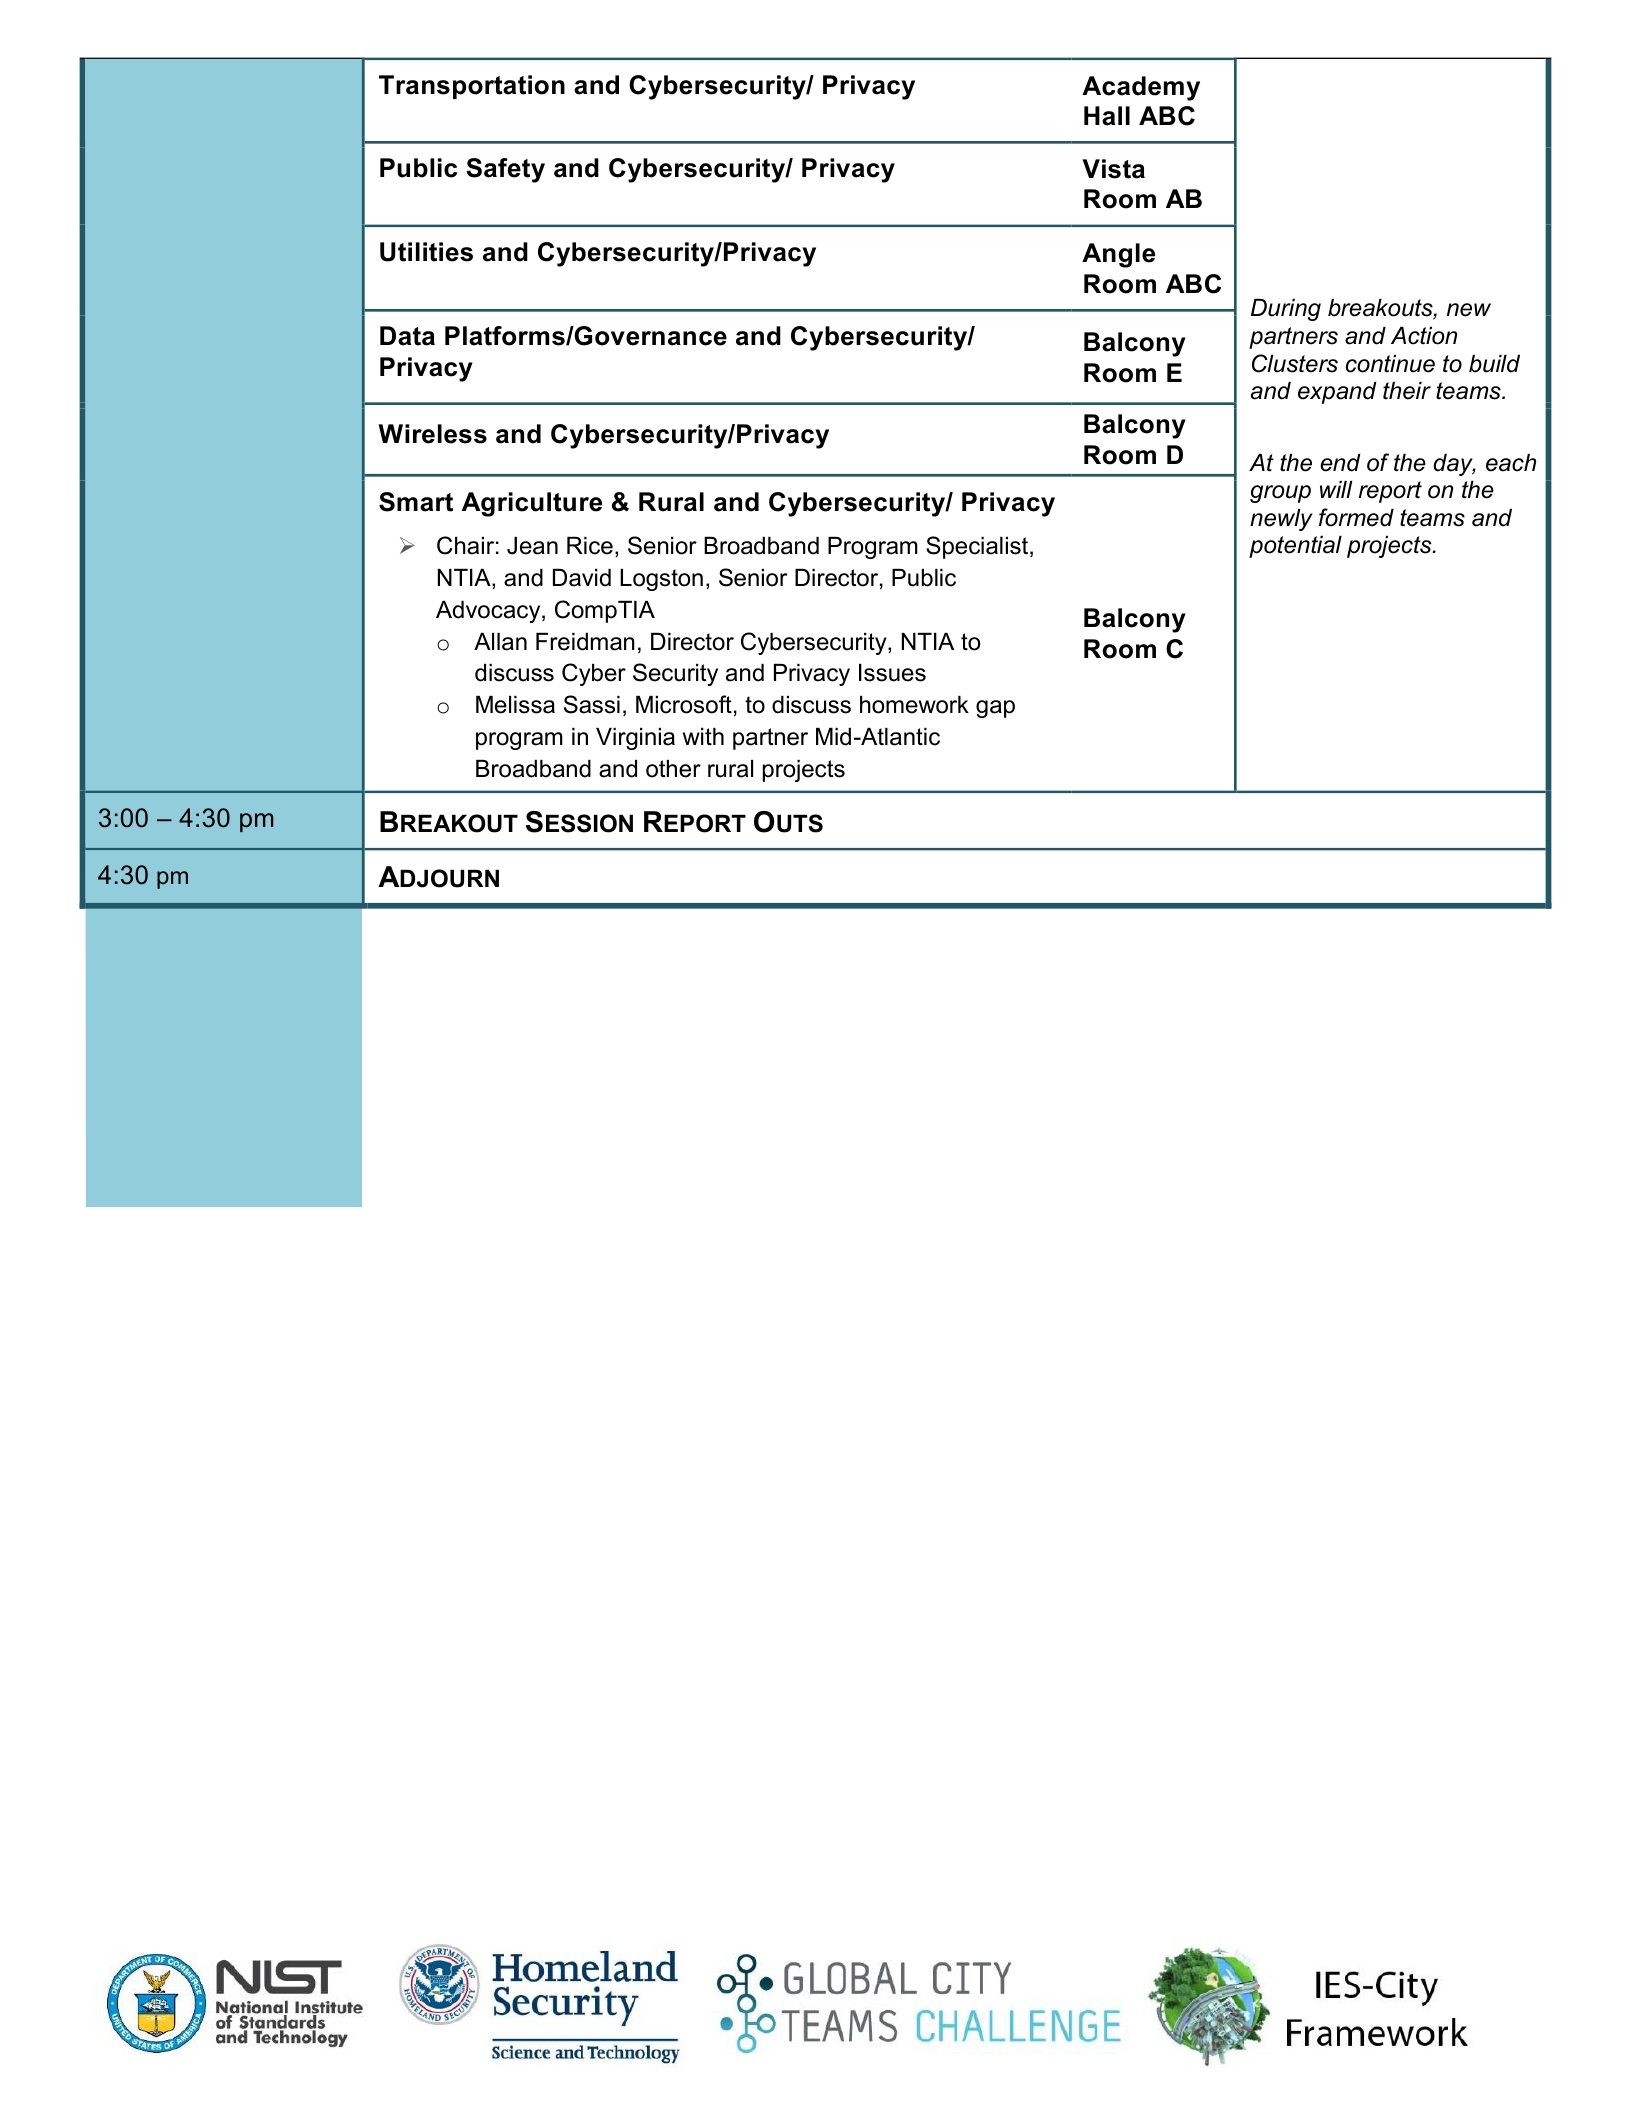 Transportation and Cybersecurity/ Privacy
Academy
Hall ABC
Public Safety and Cybersecurity/ Privacy
Vista
Room AB
Utilities and Cybersecurity/Privacy
Angle
Room ABC
Data Platforms/Governance and Cybersecurity/
Privacy
Balcony
Room E
Wireless and Cybersecurity/Privacy
Balcony
Room D
Smart Agriculture & Rural and Cybersecurity/ Privacy
➢ Chair: Jean Rice, Senior Broadband Program Specialist,
NTIA, and David Logston, Senior Director, Public
Advocacy, CompTIA
o Allan Freidman, Director Cybersecurity, NTIA to
discuss Cyber Security and Privacy Issues
o Melissa Sassi, Microsoft, to discuss homework gap
program in Virginia with partner Mid-Atlantic
Broadband and other rural projects
Balcony
Room C
During breakouts, new
partners and Action
Clusters continue to build
and expand their teams.
At the end of the day, each
group will report on the
newly formed teams and
potential projects.
3:00 – 4:30 pm
BREAKOUT SESSION REPORT OUTS
4:30 pm
ADJOURN
DEPARTMENT OF COMMERCE
UNITED STATES OF AMERICA
NIST
National Institute
of Standards
and Technology
U.S. DEPARTMENT OF
HOMELAND SECURITY
Homeland
Security
Science and Technology
GLOBAL CITY
TEAMS CHALLENGE
IES-City
Framework